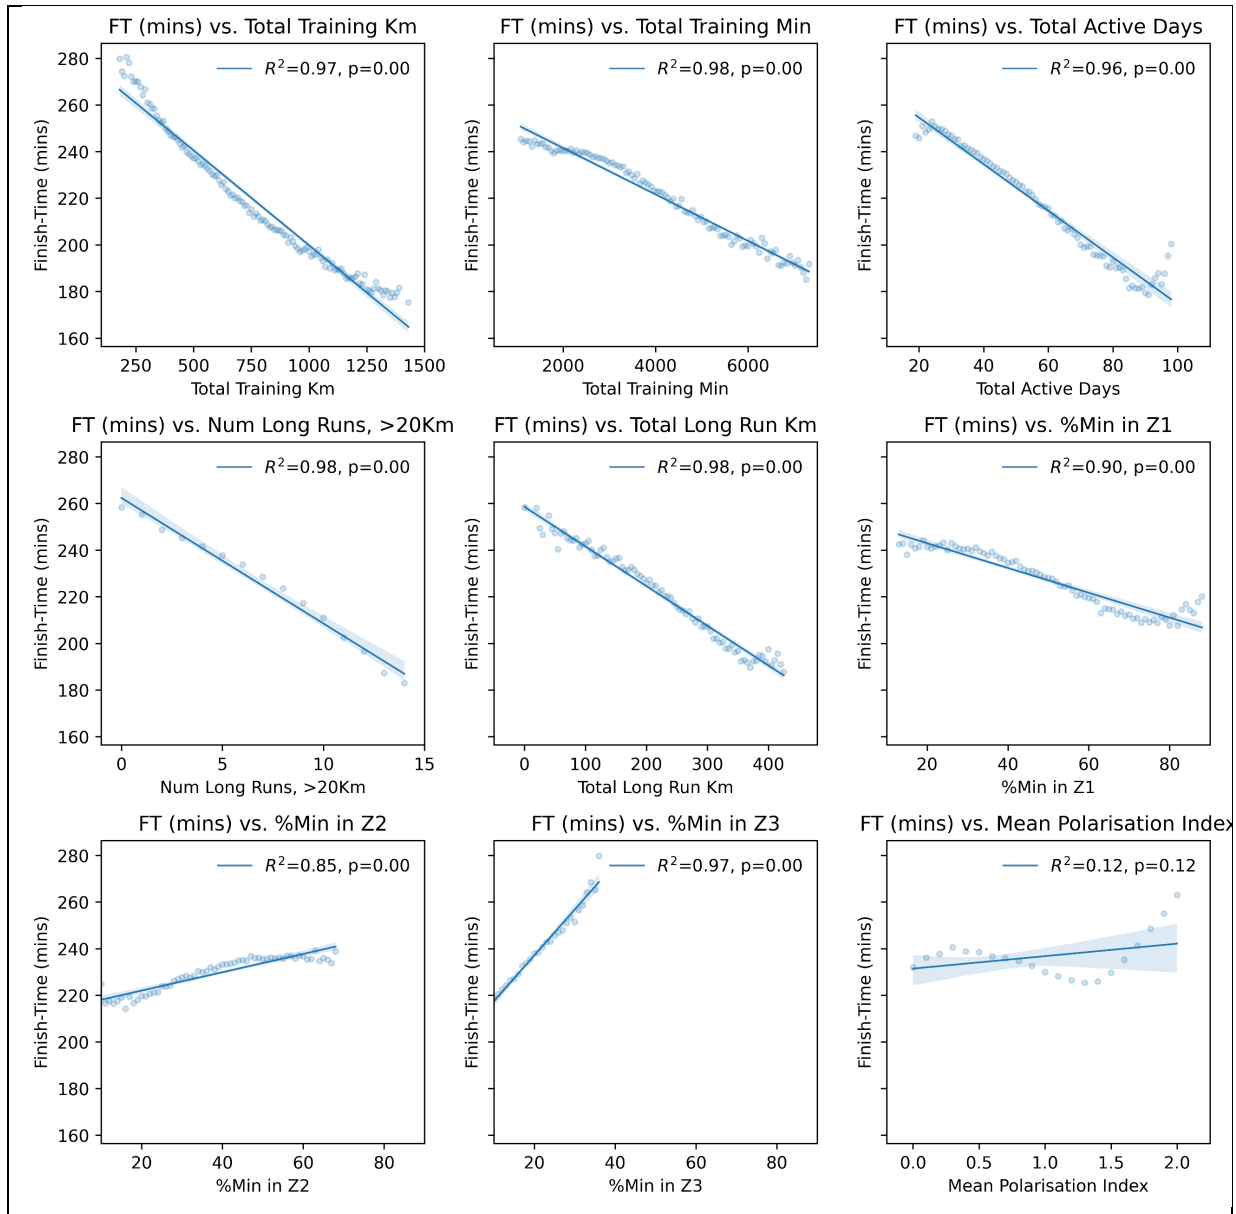 FT (mins) vs. Total Training Km
R²=0.97, p=0.00
280
260
240
220
200
180
160
Finish-Time (mins)
250 500 750 1000 1250 1500
Total Training Km
FT (mins) vs. Total Training Min
R²=0.98, p=0.00
Finish-Time (mins)
2000 4000 6000
Total Training Min
FT (mins) vs. Total Active Days
R²=0.96, p=0.00
Finish-Time (mins)
20 40 60 80 100
Total Active Days
FT (mins) vs. Num Long Runs, >20Km
R²=0.98, p=0.00
280
260
240
220
200
180
160
Finish-Time (mins)
0 5 10 15
Num Long Runs, >20Km
FT (mins) vs. Total Long Run Km
R²=0.98, p=0.00
Finish-Time (mins)
0 100 200 300 400
Total Long Run Km
FT (mins) vs. %Min in Z1
R²=0.90, p=0.00
Finish-Time (mins)
20 40 60 80
%Min in Z1
FT (mins) vs. %Min in Z2
R²=0.85, p=0.00
280
260
240
220
200
180
160
Finish-Time (mins)
20 40 60 80
%Min in Z2
FT (mins) vs. %Min in Z3
R²=0.97, p=0.00
Finish-Time (mins)
20 40 60 80
%Min in Z3
FT (mins) vs. Mean Polarisation Index
R²=0.12, p=0.12
Finish-Time (mins)
0.0 0.5 1.0 1.5 2.0
Mean Polarisation Index